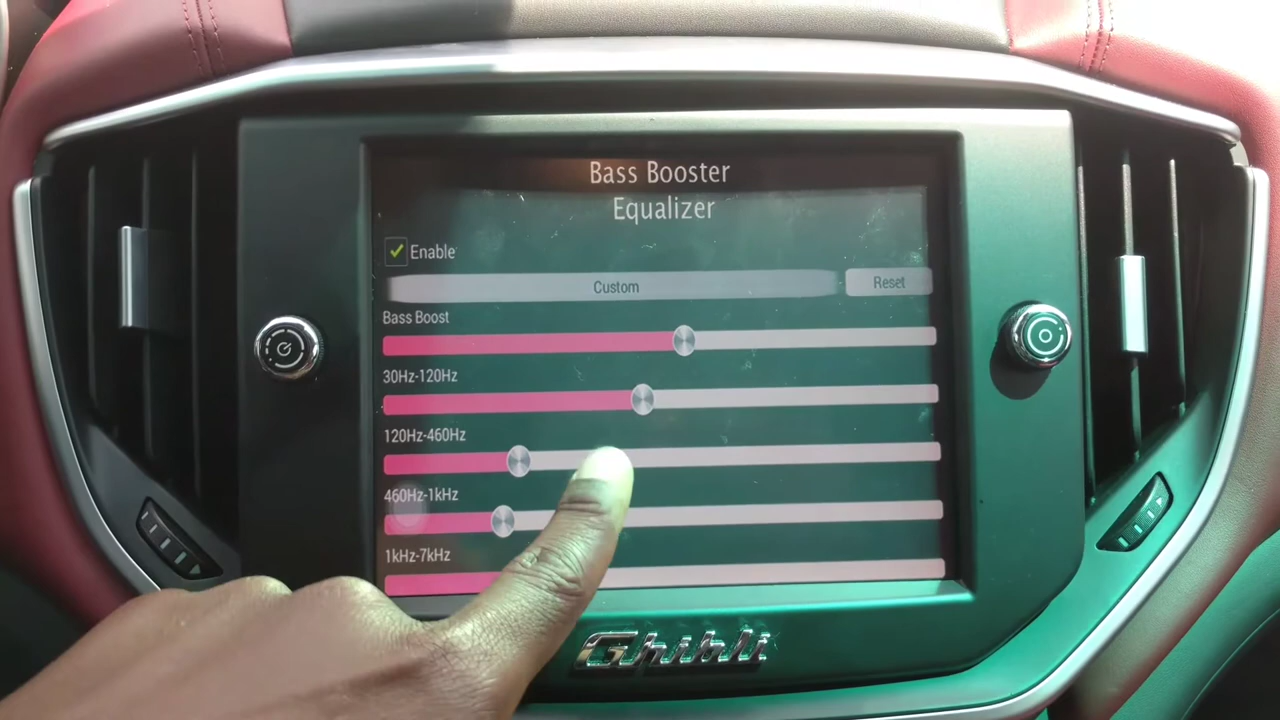 Bass Booster
Equalizer
Enable
Custom
Reset
Bass Boost
30Hz-120Hz
120Hz-460Hz
460Hz-1kHz
1kHz-7kHz
Ghibli